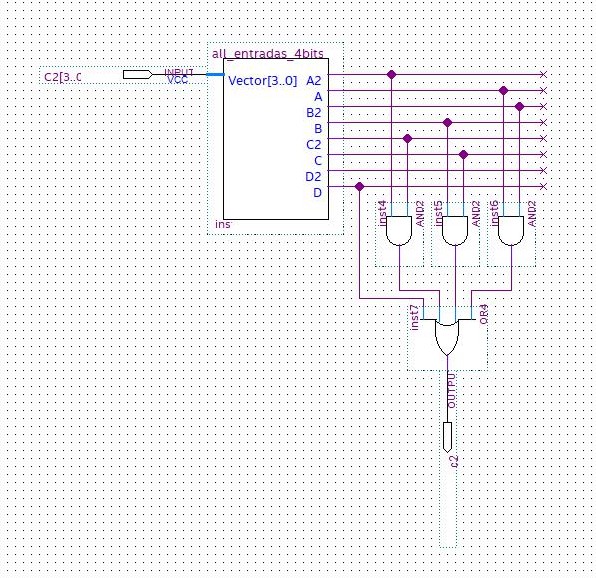 all_entradas_4bits
C2[3..0
INPUT
VCC
Vector[3..0]
A2
A
B2
B
C2
C
D2
D
ins
inst4
AND2
inst5
AND2
inst6
AND2
inst7
OR4
OUTPU
c2